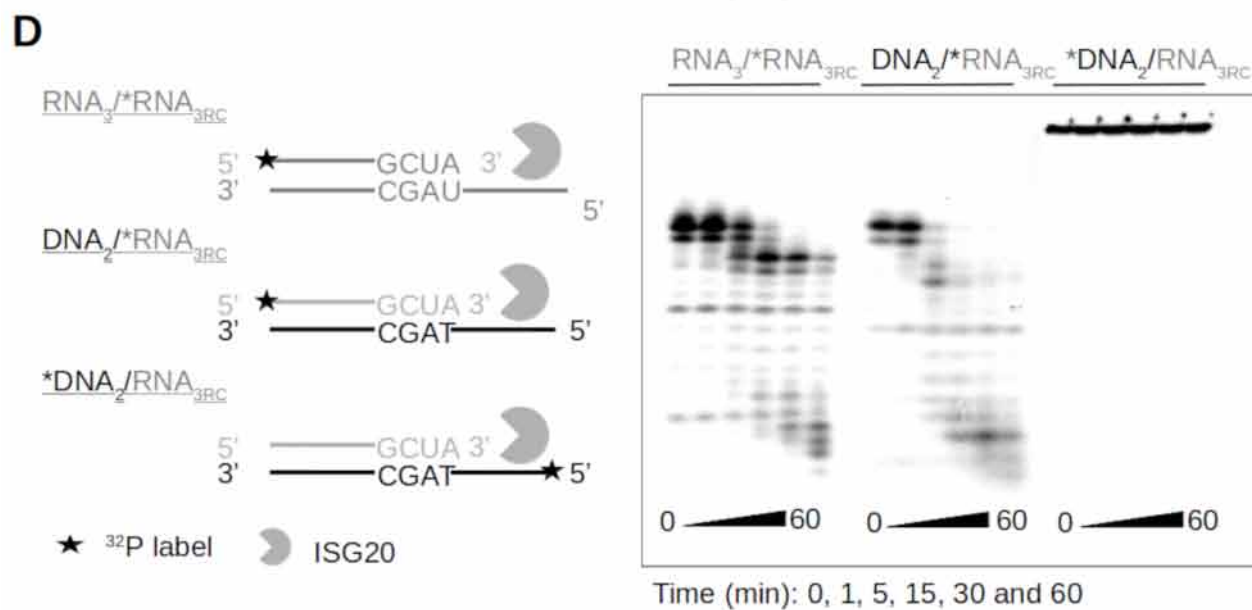 D
RNA3/*RNA3RC
5' GCUA 3'
3' CGAU 5'
DNA2/*RNA3RC
5' GCUA 3'
3' CGAT 5'
*DNA2/RNA3RC
5' GCUA 3'
3' CGAT 5'
★ 32P label ISG20
RNA3/*RNA3RC DNA2/*RNA3RC *DNA2/RNA3RC
0 60 0 60 0 60
Time (min): 0, 1, 5, 15, 30 and 60